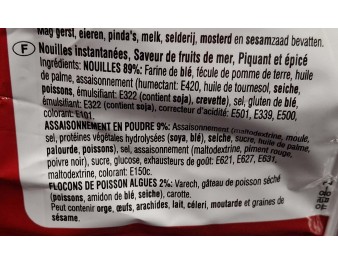 Mag gerst, eieren, pinda's, melk, selderij, mosterd en sesamzaad bevatten.
F Nouilles instantanées, Saveur de fruits de mer, Piquant et épicé
Ingrédients: NOUILLES 89%: Farine de blé, fécule de pomme de terre, huile
de palme, assaisonnement (humectant: E420, huile de tournesol, seiche,
poissons, émulsifiant: E322 (contient soja), crevette), sel, gluten de blé,
émulsifiant: E322 (contient soja), correcteur d'acidité: E501, E339, E500,
colorant: E101.
ASSAISONNEMENT EN POUDRE 9%: Assaisonnement (maltodextrine, moule,
sel, protéines végétales hydrolysées (soya, blé), seiche, sucre, huile de palme,
palourde, poissons), sel, assaisonnement (maltodextrine, piment rouge,
poivre noir), sucre, glucose, exhausteurs de goût: E621, E627, E631,
maltodextrine, colorant: E150c.
FLOCONS DE POISSON ALGUES 2%: Varech, gâteau de poisson séché
(poissons, amidon de blé, seiche), carotte.
Peut contenir orge, œufs, arachides, lait, céleri, moutarde et graines de
sésame.